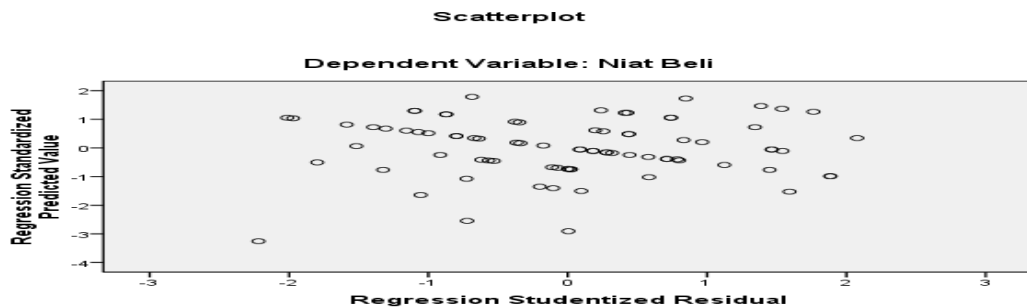 Scatterplot
Dependent Variable: Niat Beli
Regression Standardized
Predicted Value
2
1
0
-1
-2
-3
-4
-3
-2
-1
0
1
2
3
Regression Studentized Residual